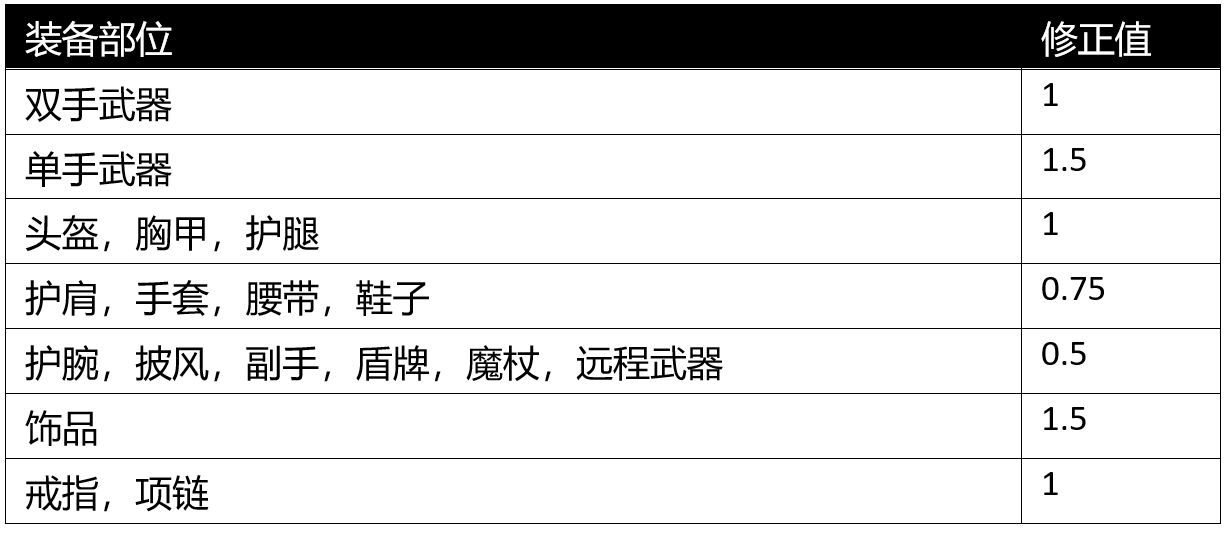 装备部位 修正值
双手武器 1
单手武器 1.5
头盔，胸甲，护腿 1
护肩，手套，腰带，鞋子 0.75
护腕，披风，副手，盾牌，魔杖，远程武器 0.5
饰品 1.5
戒指，项链 1